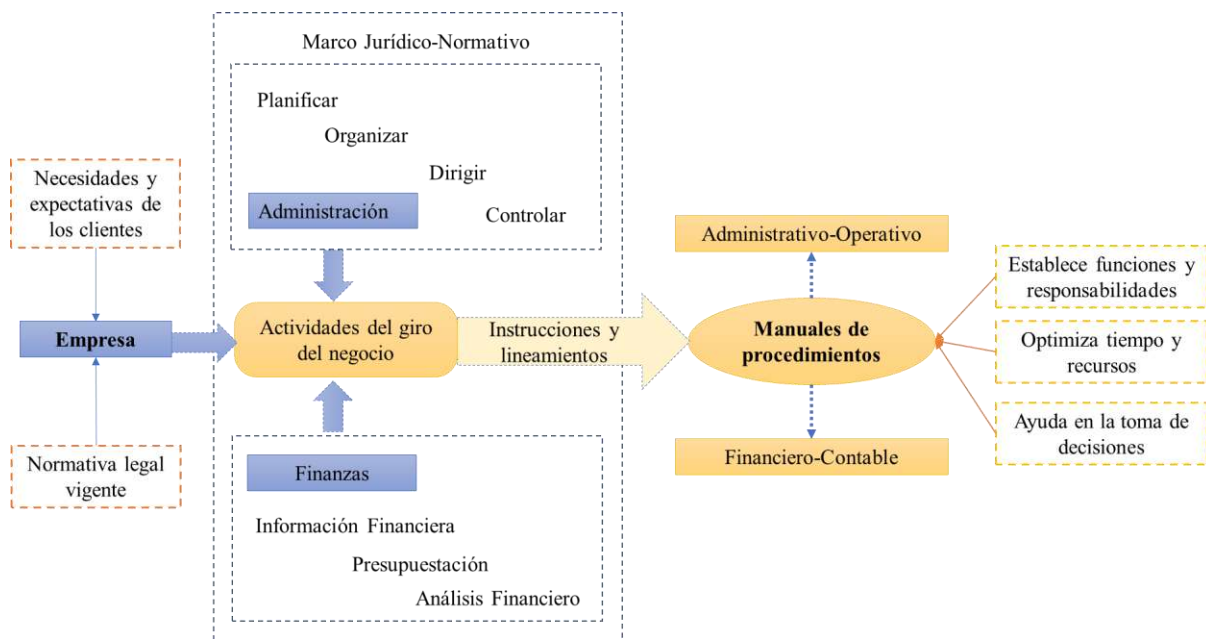 Marco Jurídico-Normativo
Planificar
Organizar
Dirigir
Administración
Controlar
Necesidades y
expectativas de
los clientes
Empresa
Normativa legal
vigente
Actividades del giro
del negocio
Instrucciones y
lineamientos
Finanzas
Información Financiera
Presupuestación
Análisis Financiero
Administrativo-Operativo
Manuales de
procedimientos
Financiero-Contable
Establece funciones y
responsabilidades
Optimiza tiempo y
recursos
Ayuda en la toma de
decisiones